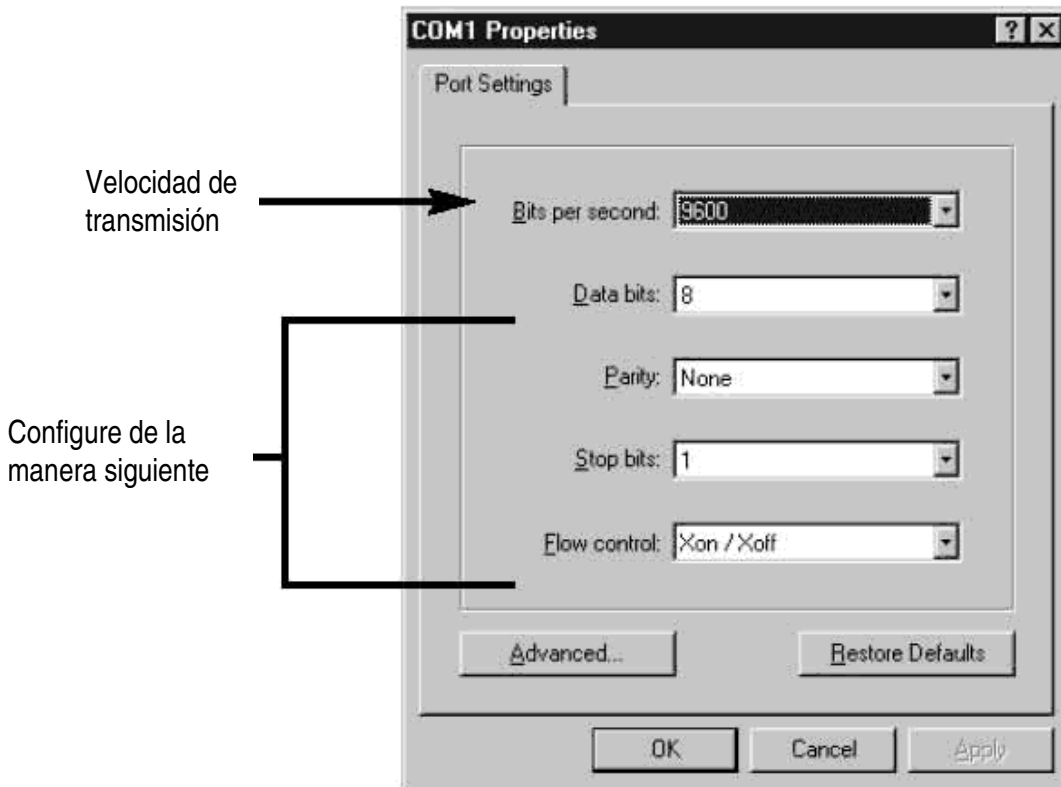 COM1 Properties
Port Settings
Velocidad de
transmisión
Bits per second: 9600
Data bits: 8
Parity: None
Configure de la
manera siguiente
Stop bits: 1
Flow control: Xon / Xoff
Advanced... Restore Defaults
OK Cancel Apply